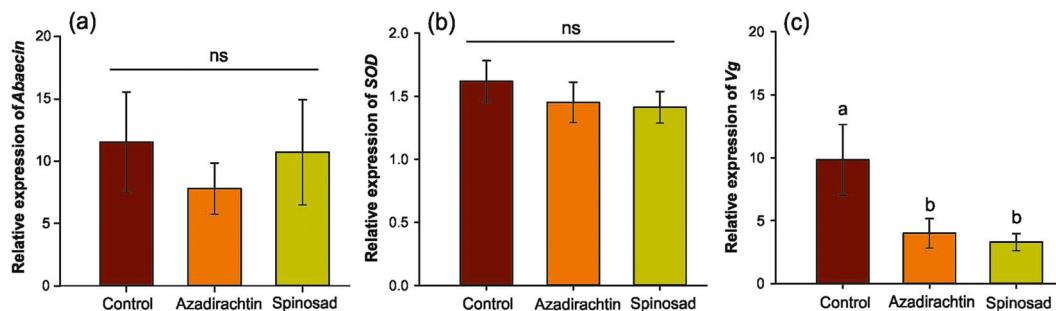 (a)
Relative expression of Abaecin
20
15
10
5
0
ns
Control Azadirachtin Spinosad
(b)
Relative expression of SOD
2.0
1.5
1.0
0.5
0.0
ns
Control Azadirachtin Spinosad
(c)
Relative expression of Vg
20
15
10
5
0
a
b
b
Control Azadirachtin Spinosad